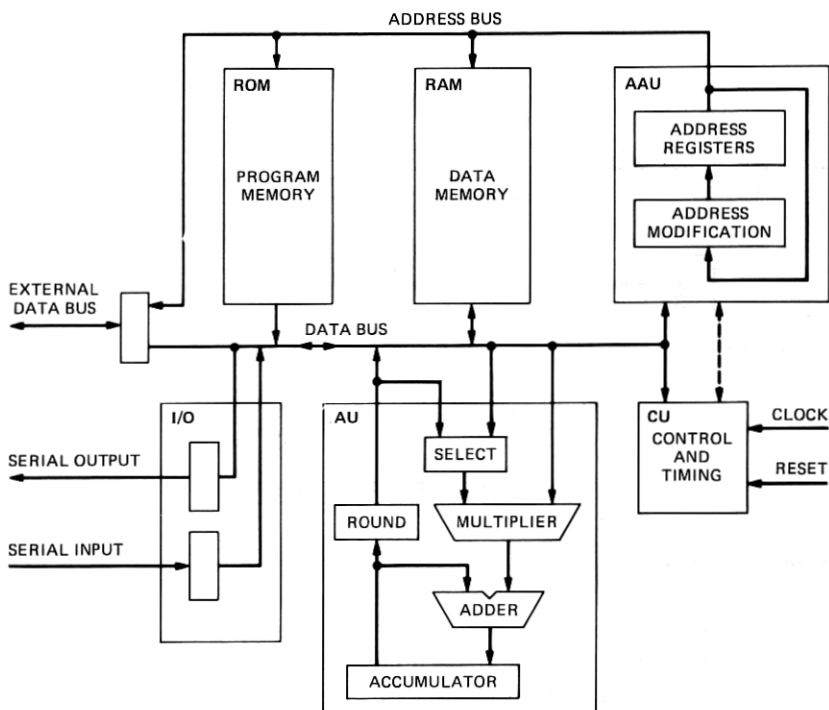 ADDRESS BUS
ROM
PROGRAM
MEMORY
RAM
DATA
MEMORY
AAU
ADDRESS
REGISTERS
ADDRESS
MODIFICATION
EXTERNAL
DATA BUS
DATA BUS
I/O
SERIAL OUTPUT
SERIAL INPUT
AU
SELECT
ROUND
MULTIPLIER
ADDER
ACCUMULATOR
CU
CONTROL
AND
TIMING
CLOCK
RESET